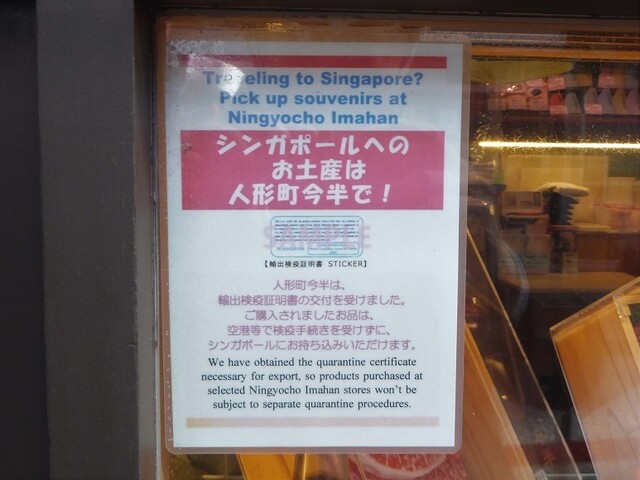 Traveling to Singapore?
Pick up souvenirs at
Ningyocho Imahan
シンガポールへの
お土産は
人形町今半で！
SAMPLE
【輸出検疫証明書 STICKER】
人形町今半は、
輸出検疫証明書の交付を受けました。
ご購入されましたお品は、
空港等で検疫手続きを受けずに、
シンガポールにお持ち込みいただけます。
We have obtained the quarantine certificate
necessary for export, so products purchased at
selected Ningyocho Imahan stores won't be
subject to separate quarantine procedures.